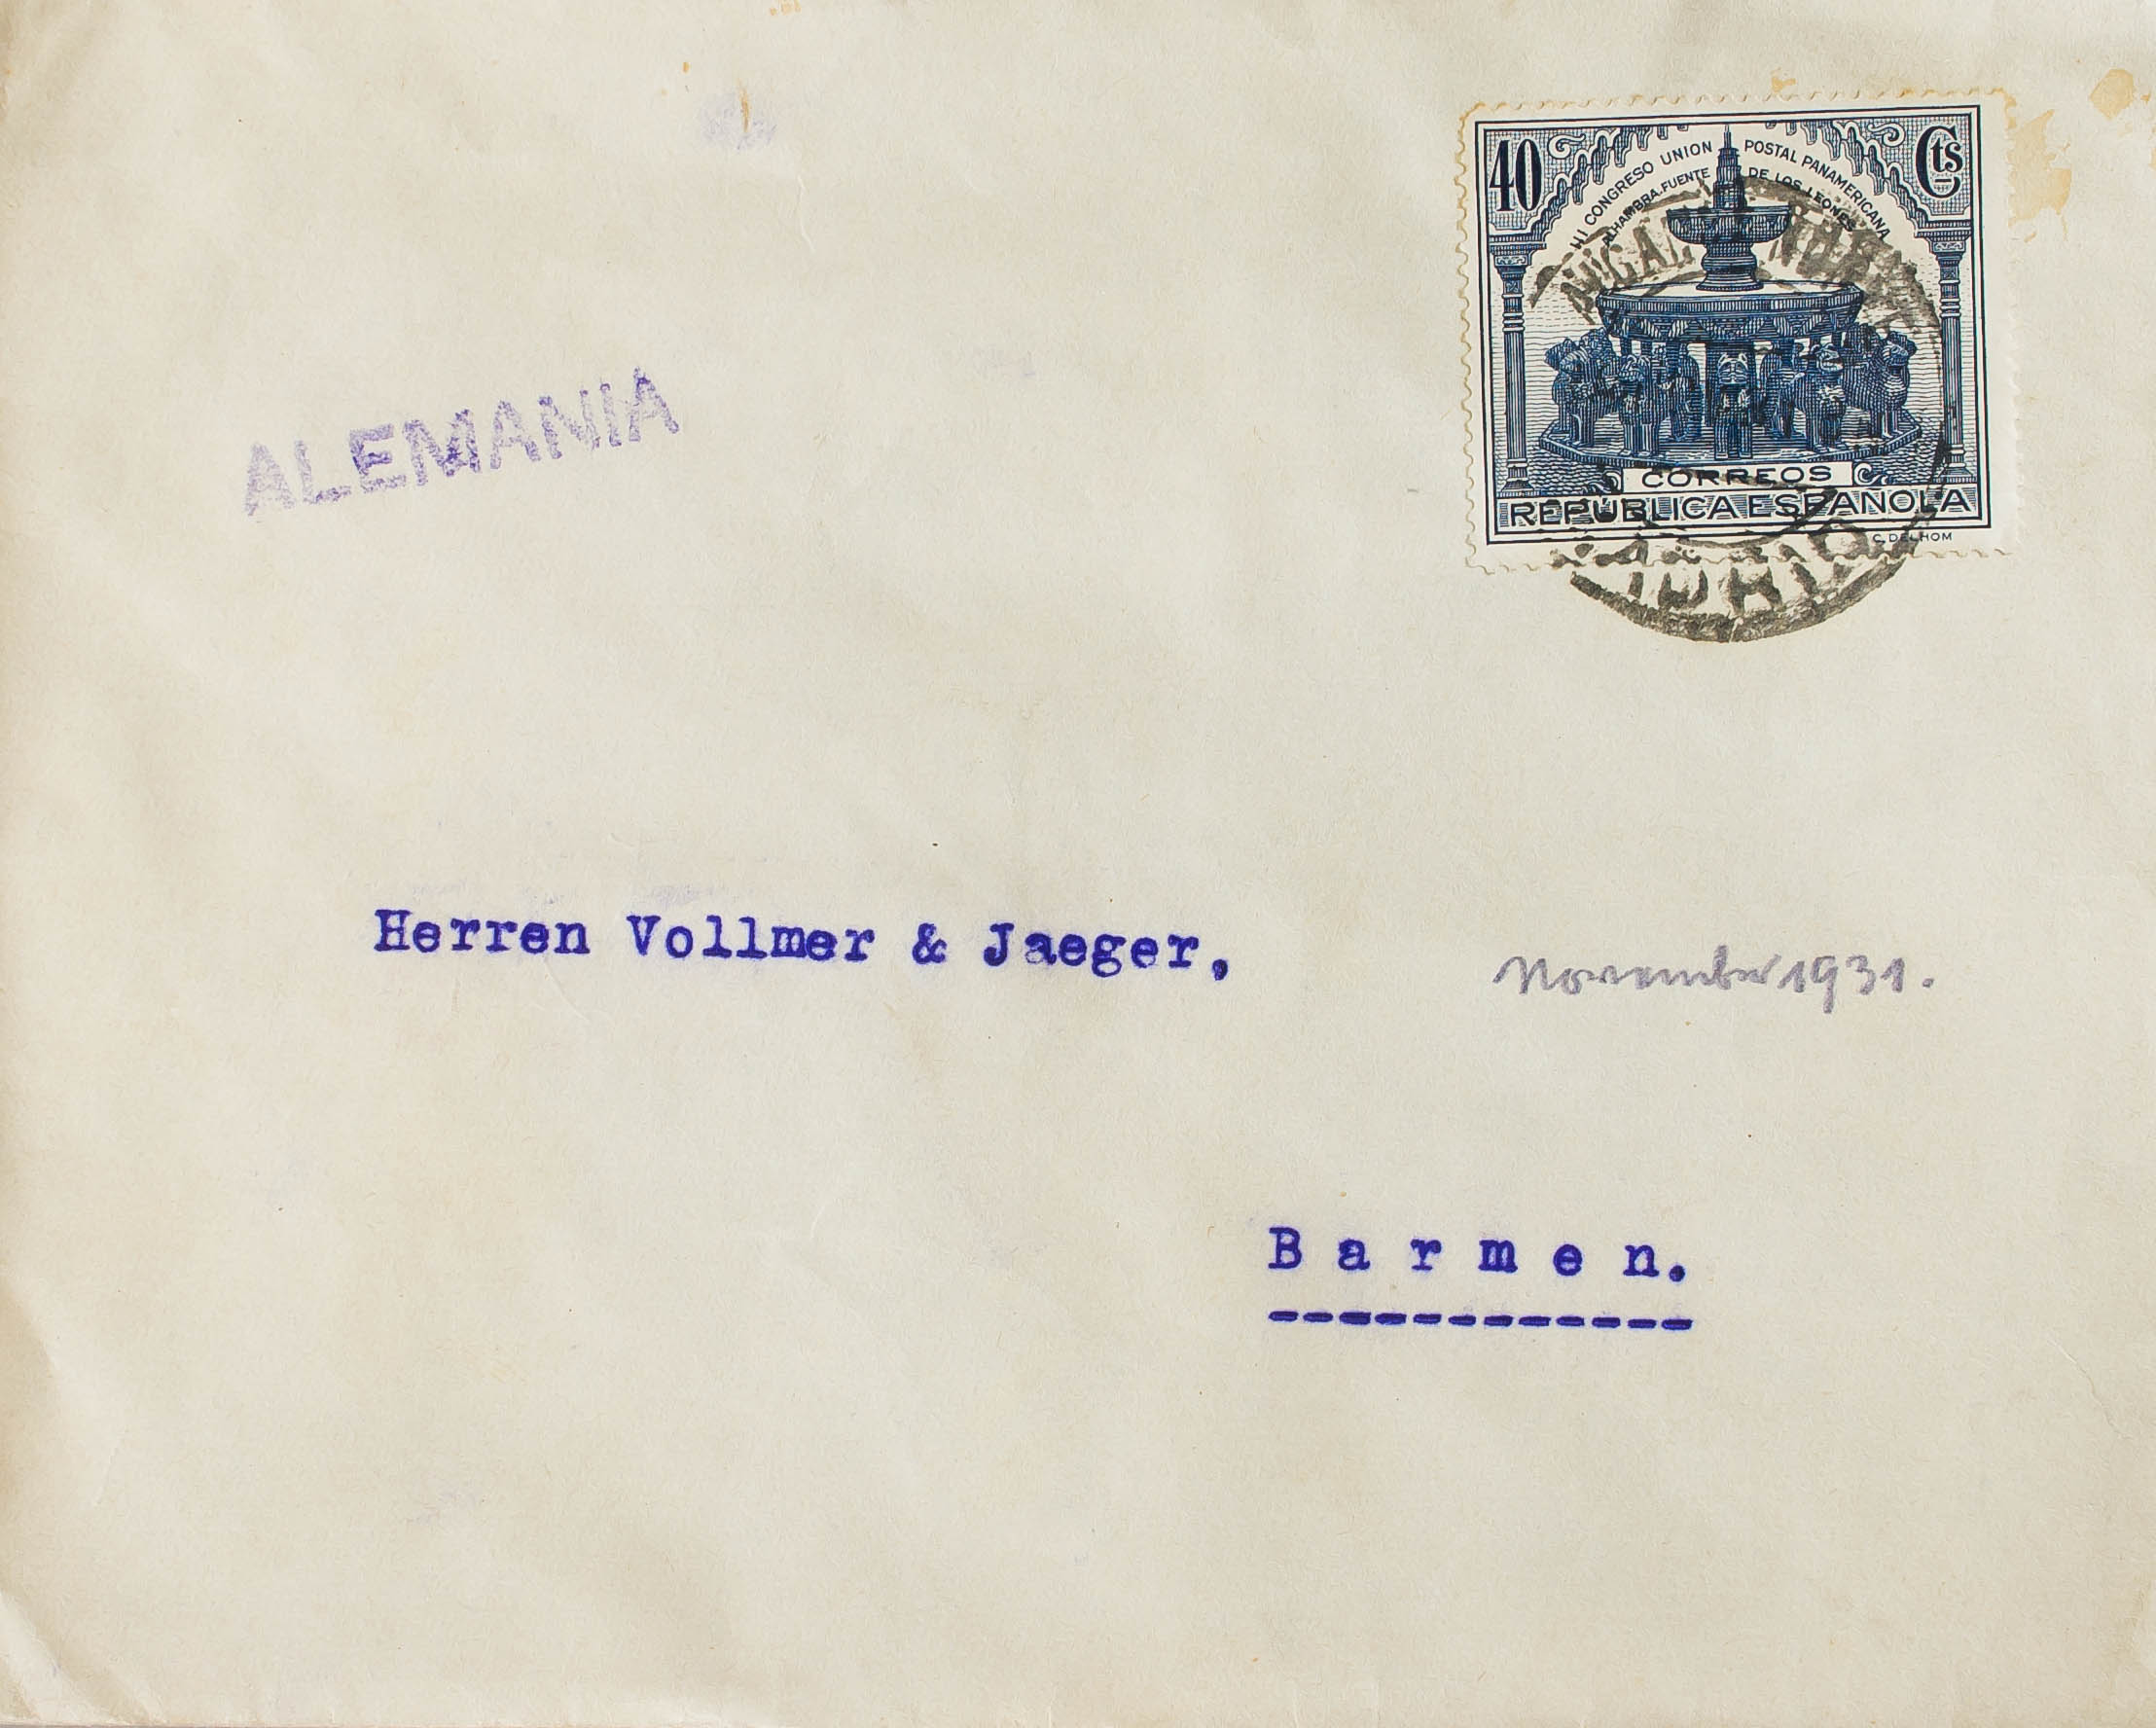 40 Cts
III CONGRESO UNION POSTAL PANAMERICANA
ALHAMBRA.FUENTE DE LOS LEONES
CORREOS
REPUBLICA ESPAÑOLA
C. DELHOM
ALEMANIA
Herren Vollmer & Jaeger,
November 1931.
Barmen.